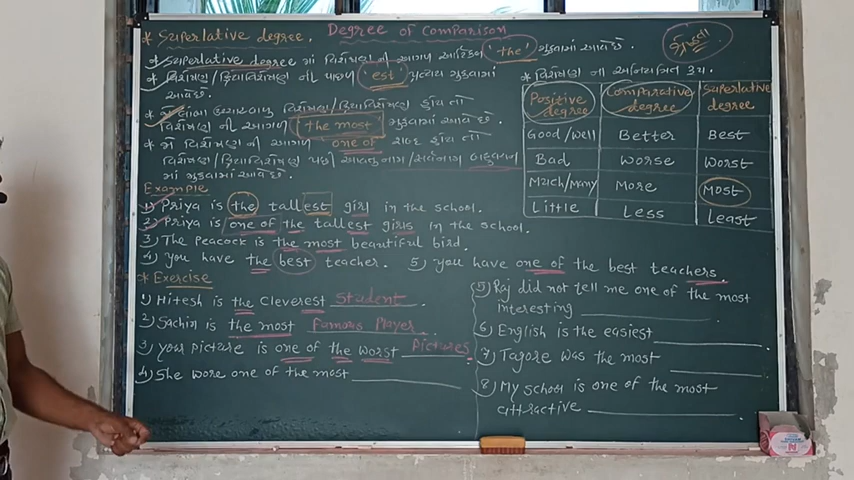 Degree of Comparison
* Superlative degree.
* Superlative degree માં વિશેષણ ની આગળ આર્ટિકલ 'the' મુકવામાં આવે છે.
* વિશેષણ / ક્રિયાવિશેષણ ની પાછળ 'est' પ્રત્યય મુકવામાં
આવે છે.
વિશેષણ / ક્રિયાવિશેષણ હોય તો
વિશેષણ ની આગળ the most મુકવામાં આવે છે.
* જો વિશેષણ ની આગળ one of શબ્દ હોય તો
વિશેષણ / ક્રિયાવિશેષણ પછી આવતુ નામ / સર્વનામ બહુવચન
માં મુકવામાં આવે છે.
* વિશેષણ ના અનિયમિત રૂપ.
Positive degree Comparative degree Superlative degree
Good/well Better Best
Bad worse Worst
Much/Many More Most
Little Less Least
Example
1) Priya is the tallest girl in the school.
2) Priya is one of the tallest girls in the school.
3) The Peacock is the most beautiful bird.
4) You have the best teacher. 5) You have one of the best teachers.
* Exercise
1) Hitesh is the Cleverest Student.
2) Sachin is the most Famous Player.
3) Your Picture is one of the worst Pictures.
4) She wore one of the most
5) Raj did not tell me one of the most
interesting
6) English is the easiest
7) Tagore was the most
8) My school is one of the most
attractive